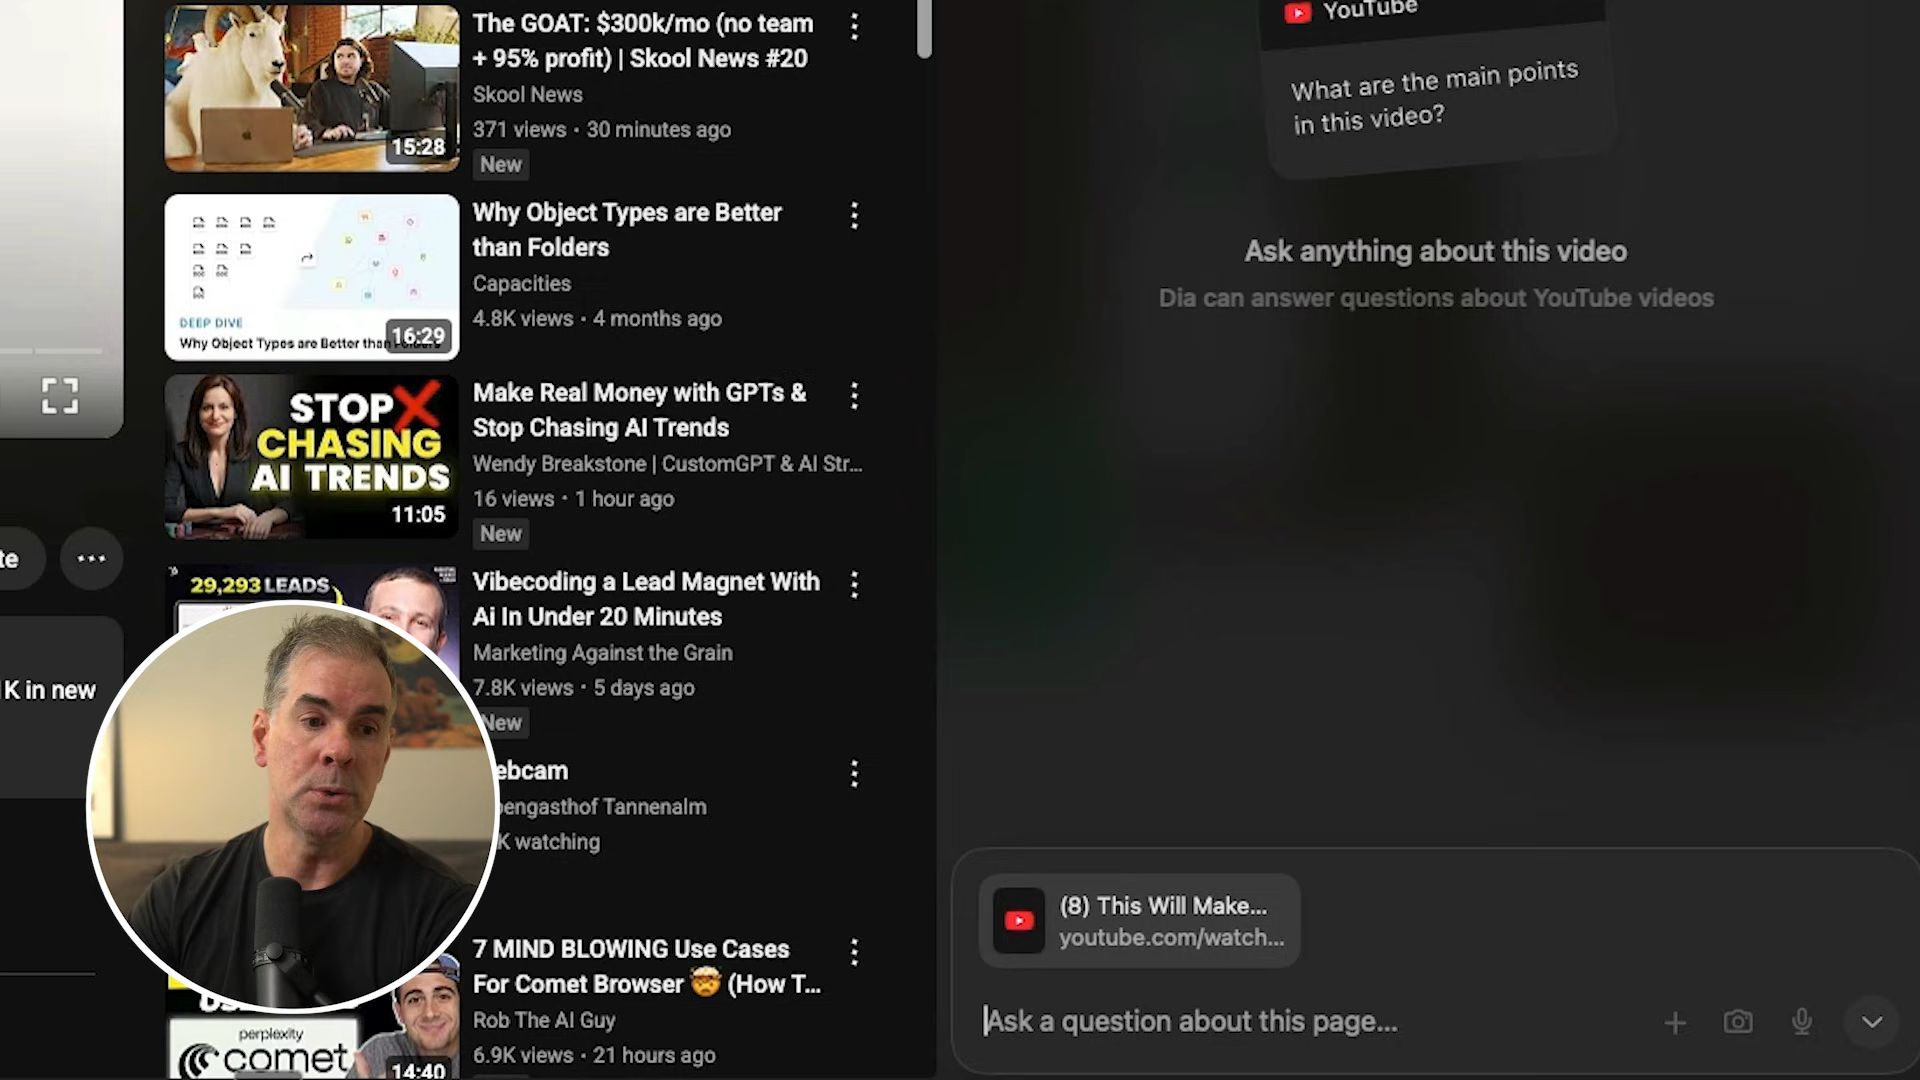 The GOAT: $300k/mo (no team
+ 95% profit) | Skool News #20
Skool News
371 views • 30 minutes ago
New
15:28
Why Object Types are Better
than Folders
Capacities
4.8K views • 4 months ago
DEEP DIVE
Why Object Types are Better than
16:29
Make Real Money with GPTs &
Stop Chasing AI Trends
Wendy Breakstone | CustomGPT & AI Str...
16 views • 1 hour ago
New
STOP
CHASING
AI TRENDS
11:05
te
Vibecoding a Lead Magnet With
Ai In Under 20 Minutes
Marketing Against the Grain
7.8K views • 5 days ago
New
29,293 LEADS
K in new
ebcam
engasthof Tannenalm
K watching
7 MIND BLOWING Use Cases
For Comet Browser 🤯 (How T...
Rob The AI Guy
6.9K views • 21 hours ago
perplexity
comet
14:40
YouTube
What are the main points
in this video?
Ask anything about this video
Dia can answer questions about YouTube videos
(8) This Will Make...
youtube.com/watch...
Ask a question about this page...